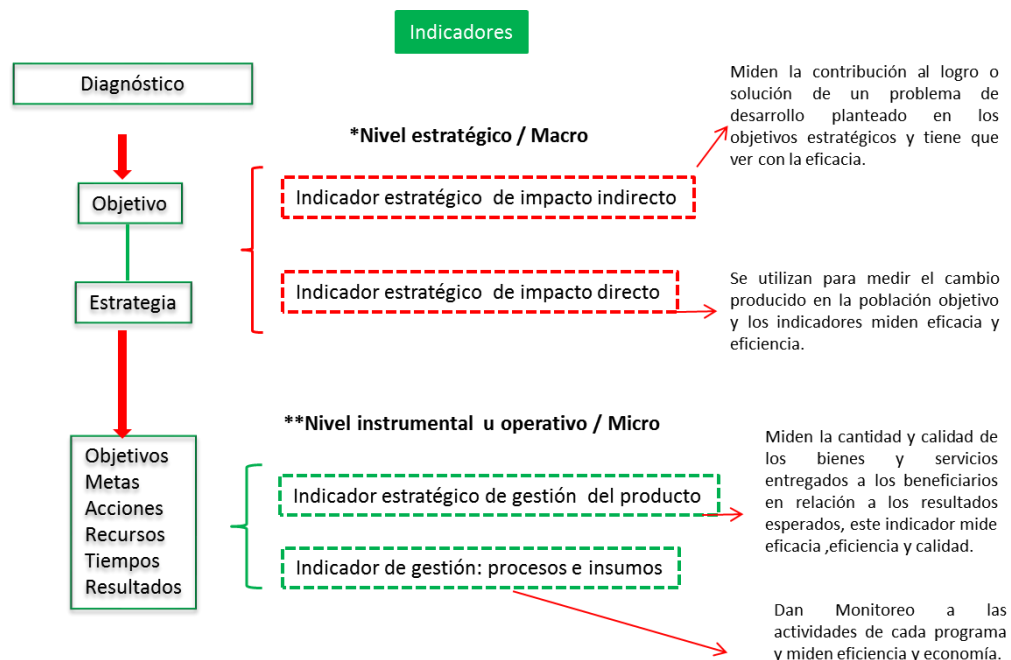 Indicadores
Diagnóstico
Objetivo
Estrategia
Objetivos
Metas
Acciones
Recursos
Tiempos
Resultados
*Nivel estratégico / Macro
Indicador estratégico de impacto indirecto
Miden la contribución al logro o
solución de un problema de
desarrollo planteado en los
objetivos estratégicos y tiene que
ver con la eficacia.
Indicador estratégico de impacto directo
Se utilizan para medir el cambio
producido en la población objetivo
y los indicadores miden eficacia y
eficiencia.
**Nivel instrumental u operativo / Micro
Indicador estratégico de gestión del producto
Miden la cantidad y calidad de
los bienes y servicios
entregados a los beneficiarios
en relación a los resultados
esperados, este indicador mide
eficacia ,eficiencia y calidad.
Indicador de gestión: procesos e insumos
Dan Monitoreo a las
actividades de cada programa
y miden eficiencia y economía.